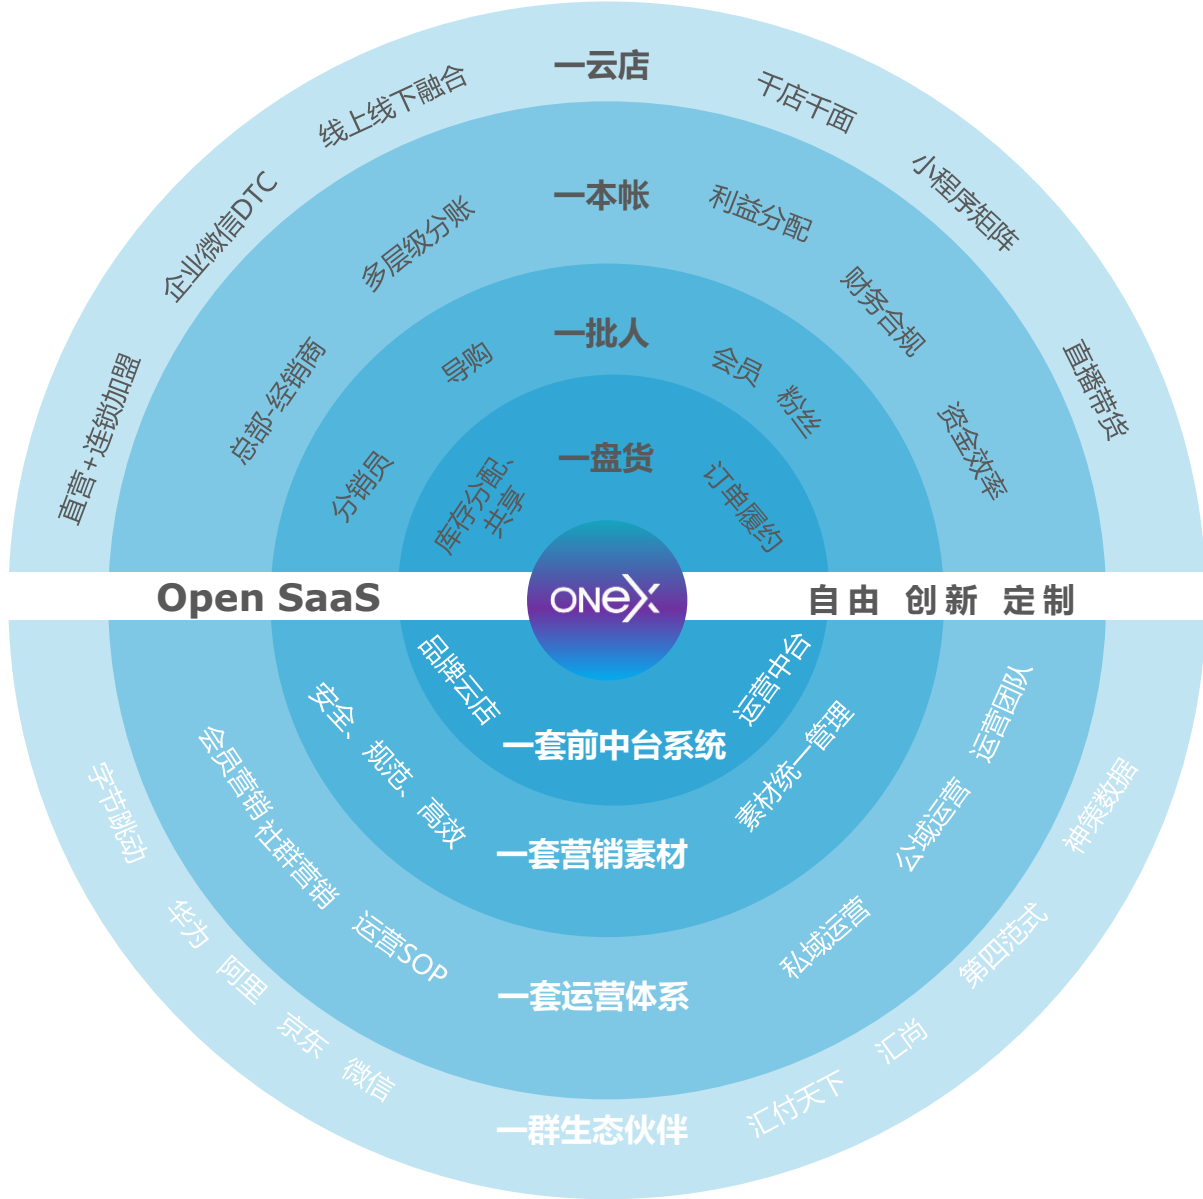 一云店
线上线下融合
千店千面
企业微信DTC
小程序矩阵
直营+连锁加盟
直播带货
一本帐
多层级分账
利益分配
总部-经销商
财务合规
资金效率
一批人
导购
会员
粉丝
分销员
一盘货
库存分配、
共享
订单履约
Open SaaS
onex
自由 创新 定制
品牌云店
运营中台
一套前中台系统
安全、规范、高效
素材统一管理
一套营销素材
会员营销
社群营销
运营SOP
运营团队
公域运营
私域运营
一套运营体系
字节跳动
华为
阿里
京东
微信
神策数据
第四范式
汇尚
汇付天下
一群生态伙伴